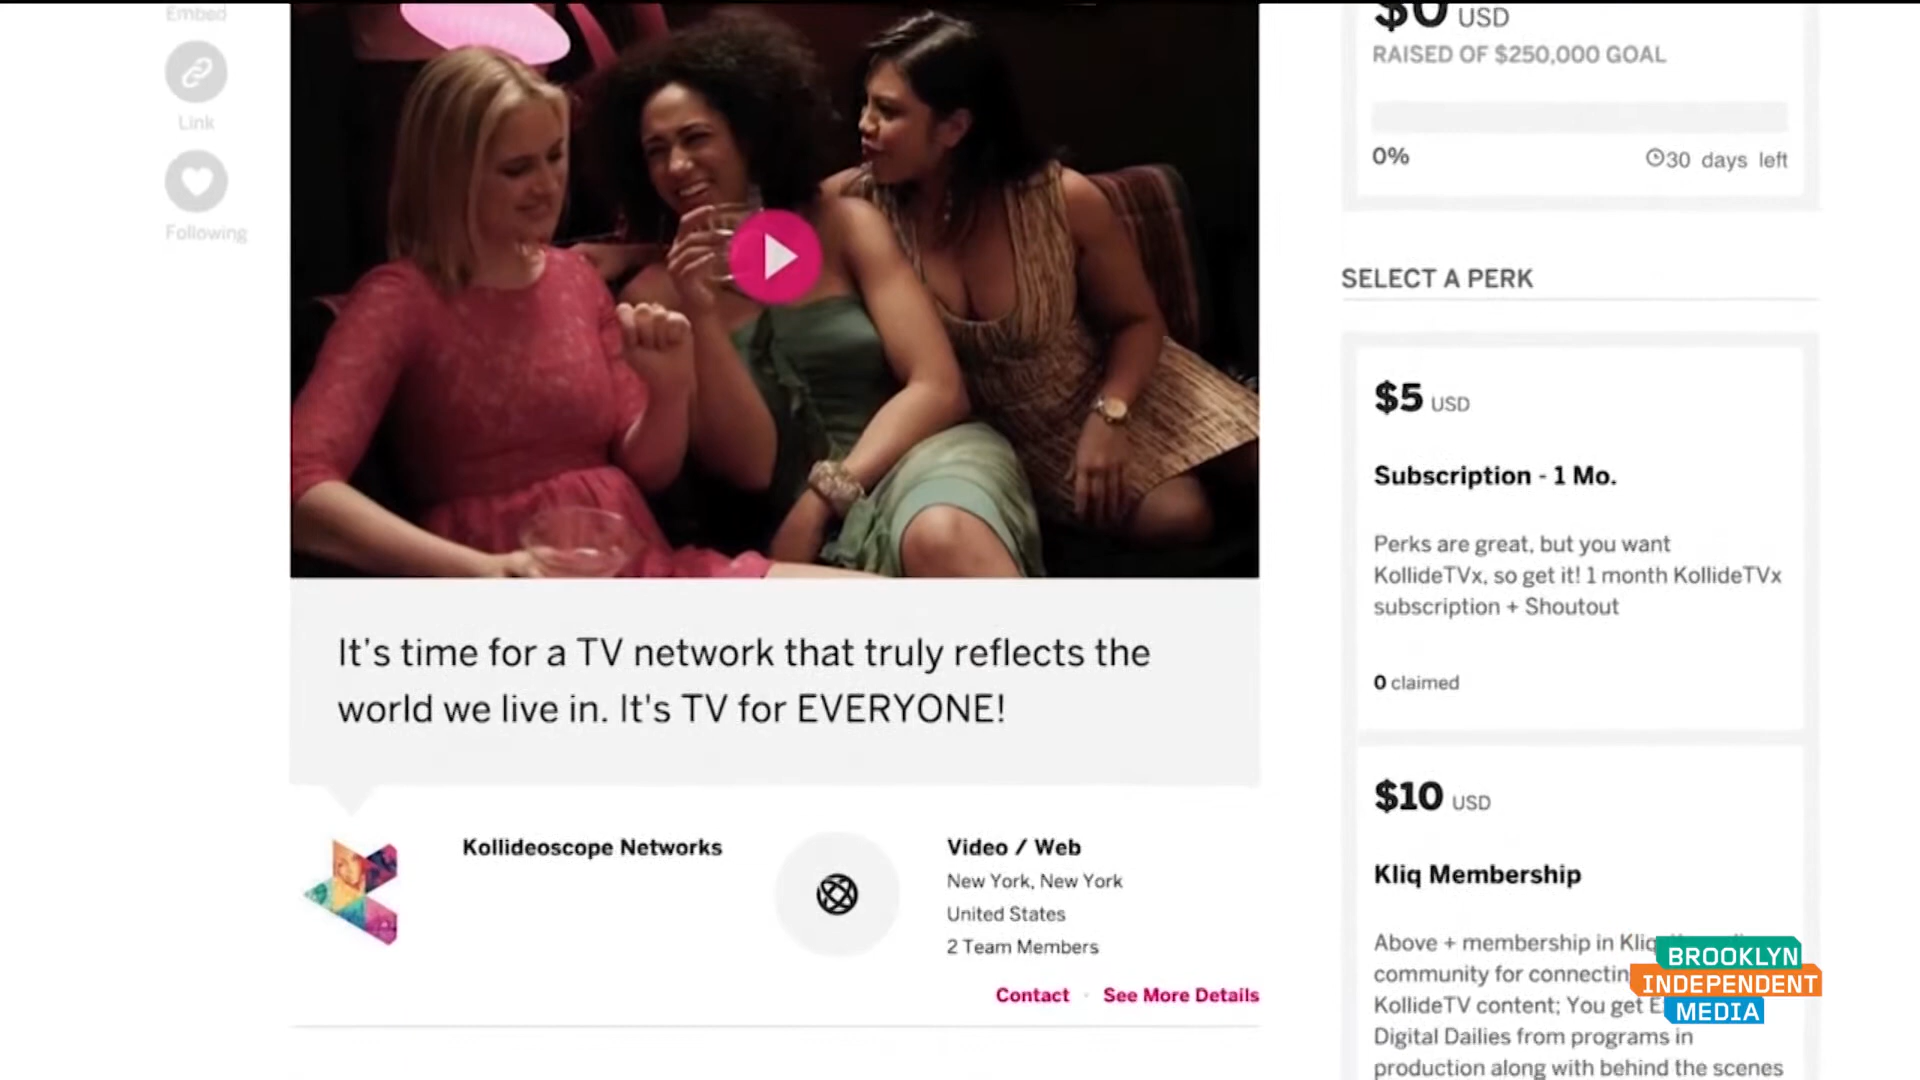 Embed
Link
Following
$0 USD
RAISED OF $250,000 GOAL
0%
30 days left
SELECT A PERK
$5 USD
Subscription - 1 Mo.
Perks are great, but you want
KollideTVx, so get it! 1 month KollideTVx
subscription + Shoutout
0 claimed
$10 USD
Kliq Membership
Above + membership in Kliq
community for
KollideTV content; You get
Digital Dailies from programs in
production along with behind the scenes
It's time for a TV network that truly reflects the
world we live in. It's TV for EVERYONE!
Kollideoscope Networks
Video / Web
New York, New York
United States
2 Team Members
Contact · See More Details
BROOKLYN
INDEPENDENT
MEDIA